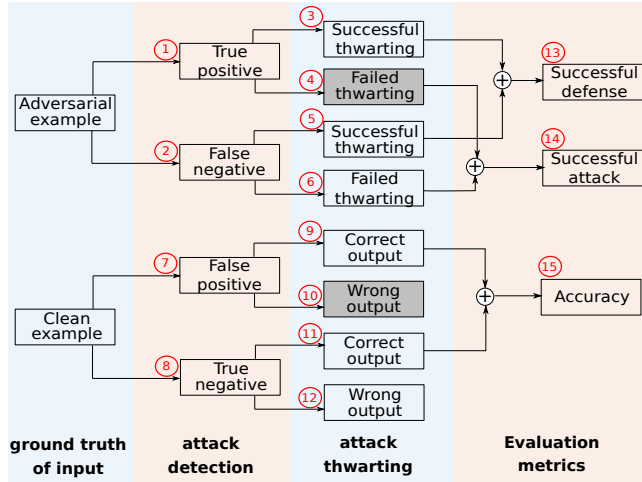 3
Successful
thwarting
1
True
positive
4
Failed
thwarting
13
Successful
defense
Adversarial
example
5
Successful
thwarting
2
False
negative
6
Failed
thwarting
14
Successful
attack
9
Correct
output
7
False
positive
10
Wrong
output
15
Accuracy
Clean
example
11
Correct
output
8
True
negative
12
Wrong
output
ground truth
of input
attack
detection
attack
thwarting
Evaluation
metrics